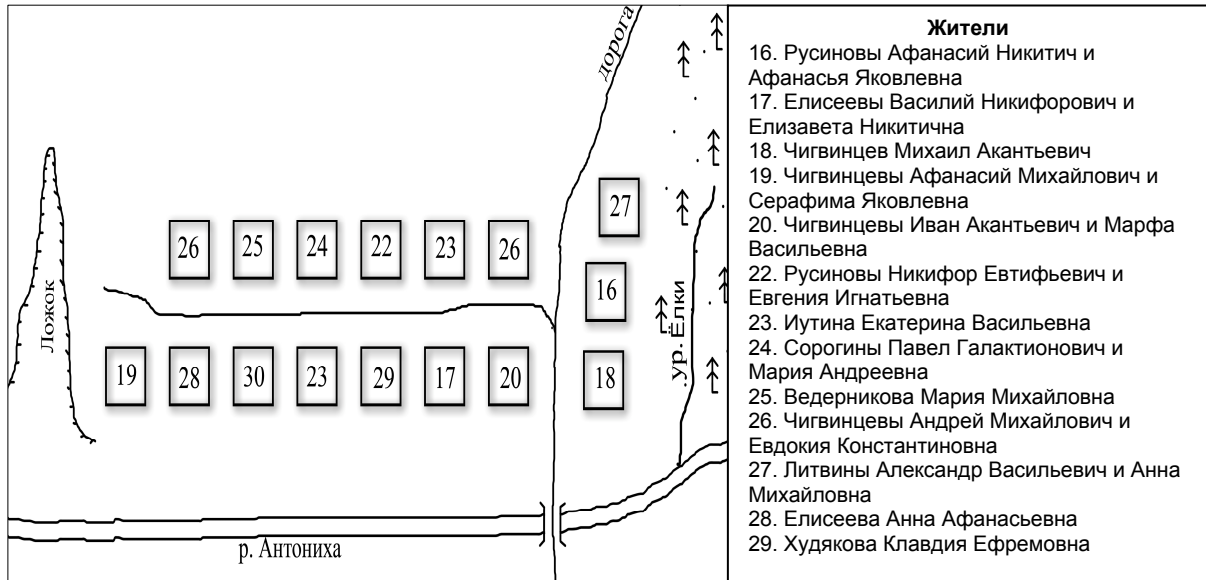 дорога
Ложок
27
26
25
24
22
23
26
16
ур. Ёлки
19
28
30
23
29
17
20
18
р. Антониха
Жители
16. Русиновы Афанасий Никитич и
Афанасья Яковлевна
17. Елисеевы Василий Никифорович и
Елизавета Никитична
18. Чигвинцев Михаил Акантьевич
19. Чигвинцевы Афанасий Михайлович и
Серафима Яковлевна
20. Чигвинцевы Иван Акантьевич и Марфа
Васильевна
22. Русиновы Никифор Евтифьевич и
Евгения Игнатьевна
23. Иутина Екатерина Васильевна
24. Сорогины Павел Галактионович и
Мария Андреевна
25. Ведерникова Мария Михайловна
26. Чигвинцевы Андрей Михайлович и
Евдокия Константиновна
27. Литвины Александр Васильевич и Анна
Михайловна
28. Елисеева Анна Афанасьевна
29. Худякова Клавдия Ефремовна